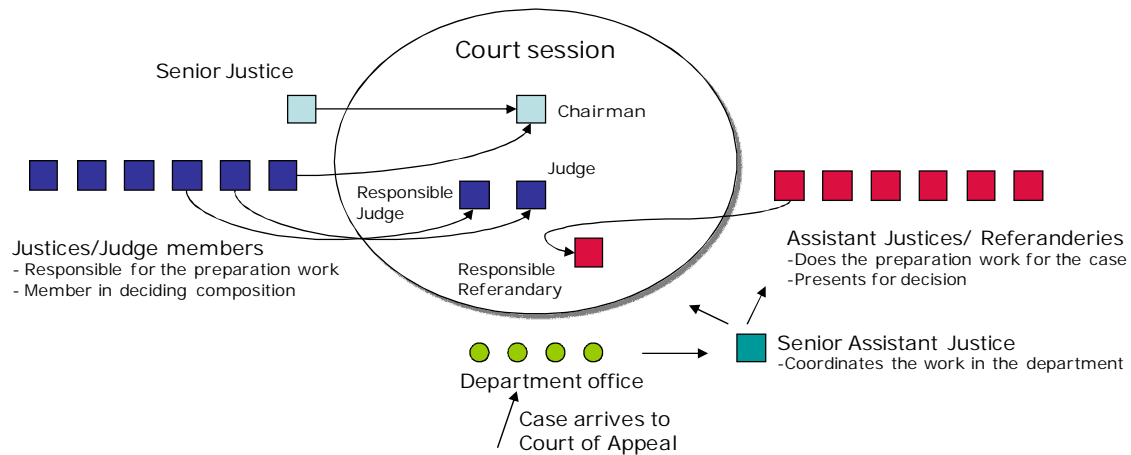 Court session
Senior Justice
Chairman
Judge
Responsible
Judge
Justices/Judge members
- Responsible for the preparation work
- Member in deciding composition
Responsible
Referandary
Assistant Justices/ Referanderies
-Does the preparation work for the case
-Presents for decision
Senior Assistant Justice
-Coordinates the work in the department
Department office
Case arrives to
Court of Appeal